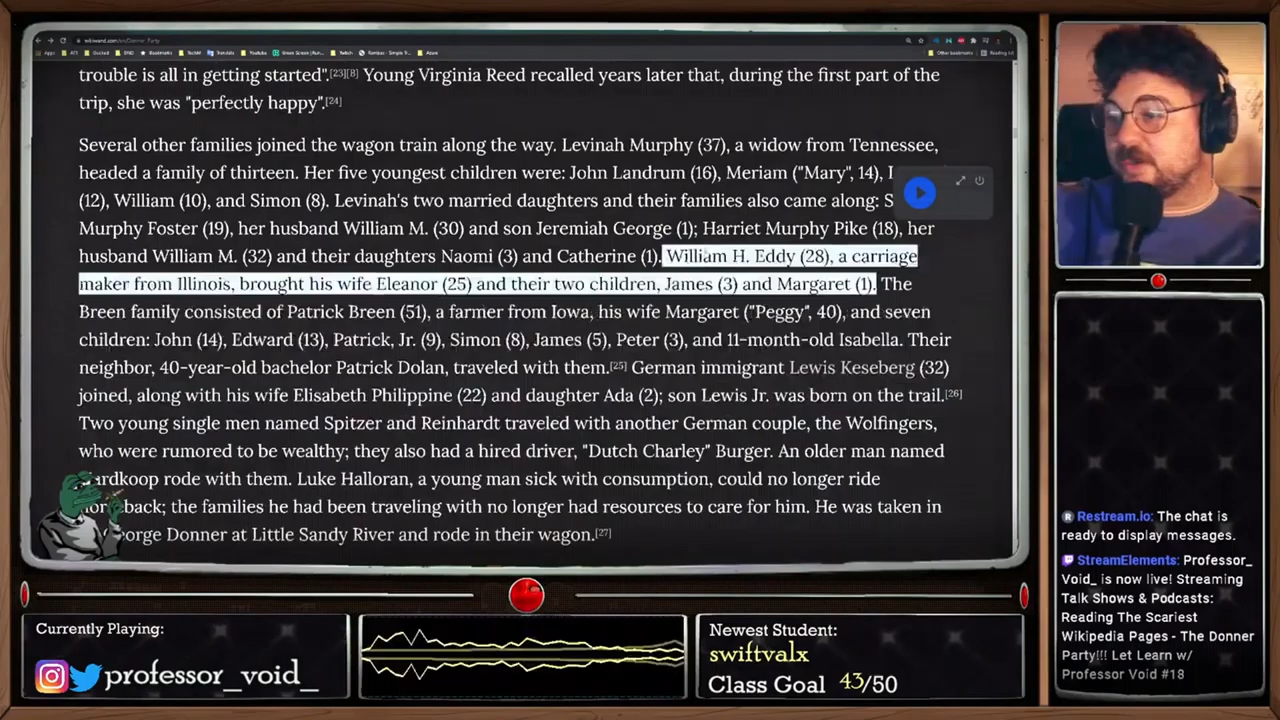 wikiwand.com/en/Donner_Party
Apps
Bookmarks
Youtube
Twitch
Azure
Other bookmarks
Reading list
trouble is all in getting started".[23][8] Young Virginia Reed recalled years later that, during the first part of the
trip, she was "perfectly happy".[24]
Several other families joined the wagon train along the way. Levinah Murphy (37), a widow from Tennessee,
headed a family of thirteen. Her five youngest children were: John Landrum (16), Meriam ("Mary", 14),
(12), William (10), and Simon (8). Levinah's two married daughters and their families also came along: S
Murphy Foster (19), her husband William M. (30) and son Jeremiah George (1); Harriet Murphy Pike (18), her
husband William M. (32) and their daughters Naomi (3) and Catherine (1). William H. Eddy (28), a carriage
maker from Illinois, brought his wife Eleanor (25) and their two children, James (3) and Margaret (1). The
Breen family consisted of Patrick Breen (51), a farmer from Iowa, his wife Margaret ("Peggy", 40), and seven
children: John (14), Edward (13), Patrick, Jr. (9), Simon (8), James (5), Peter (3), and 11-month-old Isabella. Their
neighbor, 40-year-old bachelor Patrick Dolan, traveled with them.[25] German immigrant Lewis Keseberg (32)
joined, along with his wife Elisabeth Philippine (22) and daughter Ada (2); son Lewis Jr. was born on the trail.[26]
Two young single men named Spitzer and Reinhardt traveled with another German couple, the Wolfingers,
who were rumored to be wealthy; they also had a hired driver, "Dutch Charley" Burger. An older man named
ardkoop rode with them. Luke Halloran, a young man sick with consumption, could no longer ride
back; the families he had been traveling with no longer had resources to care for him. He was taken in
eorge Donner at Little Sandy River and rode in their wagon.[27]
Restream.io: The chat is
ready to display messages.
StreamElements: Professor_
Void_ is now live! Streaming
Talk Shows & Podcasts:
Reading The Scariest
Wikipedia Pages - The Donner
Party!!! Let Learn w/
Professor Void #18
Currently Playing:
professor_void_
Newest Student:
swiftvalx
Class Goal 43/50